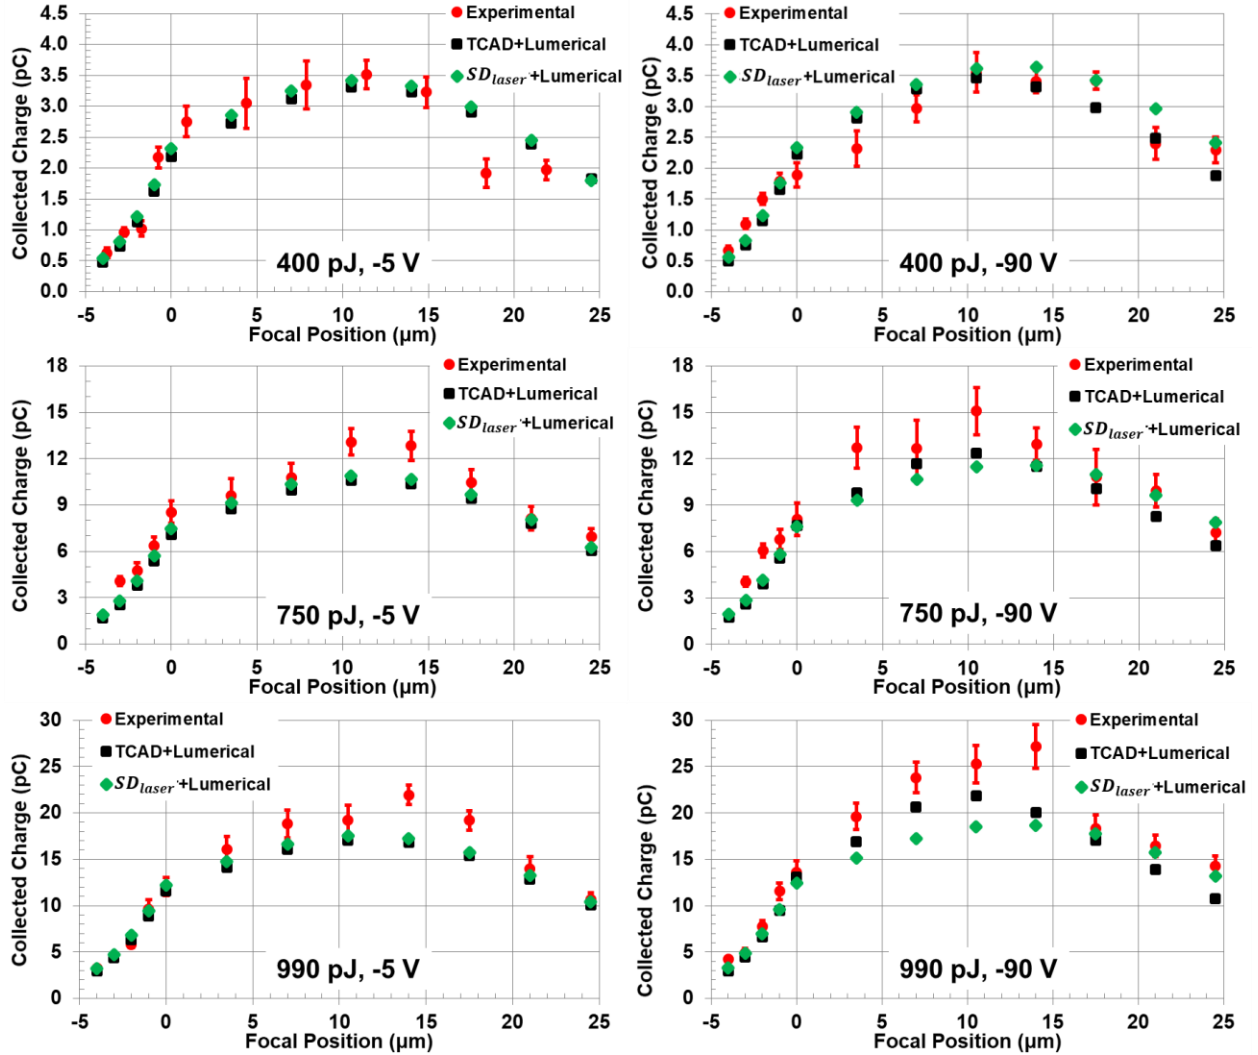 4.5
4.0
3.5
3.0
2.5
2.0
1.5
1.0
0.5
0.0
Collected Charge (pC)
Experimental
TCAD+Lumerical
SDlaser+Lumerical
400 pJ, -5 V
-5 0 5 10 15 20 25
Focal Position (µm)
4.5
4.0
3.5
3.0
2.5
2.0
1.5
1.0
0.5
0.0
Collected Charge (pC)
Experimental
TCAD+Lumerical
SDlaser+Lumerical
400 pJ, -90 V
-5 0 5 10 15 20 25
Focal Position (µm)
18
15
12
9
6
3
0
Collected Charge (pC)
Experimental
TCAD+Lumerical
SDlaser+Lumerical
750 pJ, -5 V
-5 0 5 10 15 20 25
Focal Position (µm)
18
15
12
9
6
3
0
Collected Charge (pC)
Experimental
TCAD+Lumerical
SDlaser+Lumerical
750 pJ, -90 V
-5 0 5 10 15 20 25
Focal Position (µm)
30
25
20
15
10
5
0
Collected Charge (pC)
Experimental
TCAD+Lumerical
SDlaser+Lumerical
990 pJ, -5 V
-5 0 5 10 15 20 25
Focal Position (µm)
30
25
20
15
10
5
0
Collected Charge (pC)
Experimental
TCAD+Lumerical
SDlaser+Lumerical
990 pJ, -90 V
-5 0 5 10 15 20 25
Focal Position (µm)